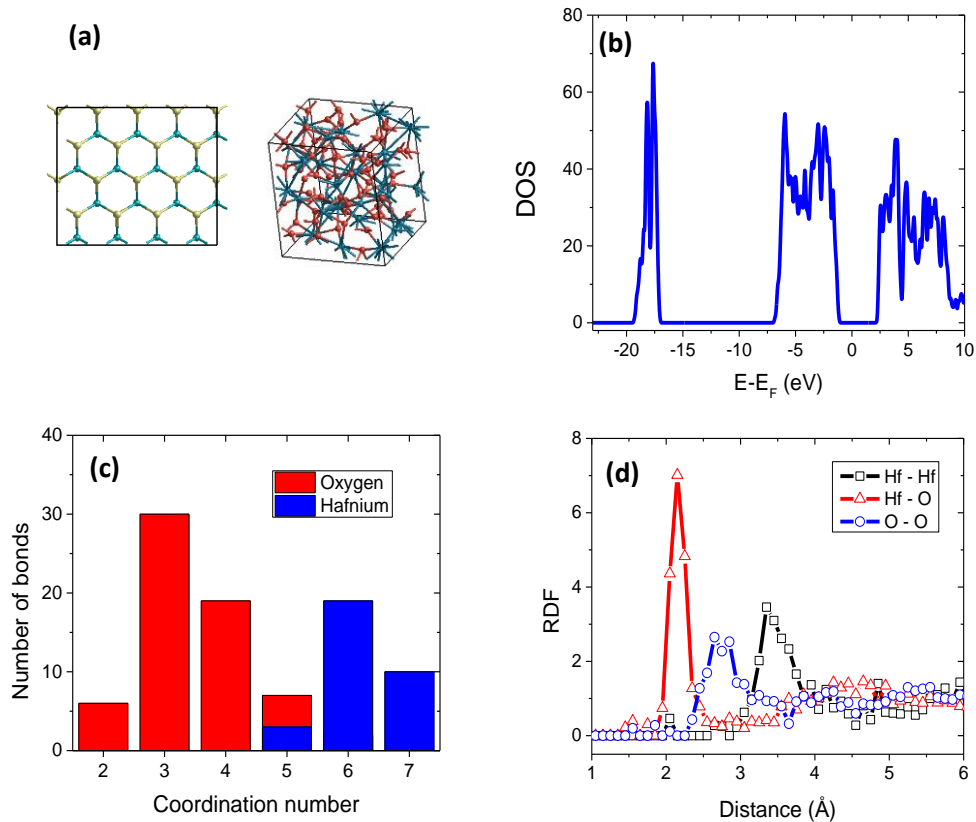 (a)
(b)
80
60
40
20
0
DOS
-20 -15 -10 -5 0 5 10
E-E_F (eV)
(c)
40
30
20
10
0
Number of bonds
Oxygen
Hafnium
2 3 4 5 6 7
Coordination number
(d)
8
6
4
2
0
RDF
Hf - Hf
Hf - O
O - O
1 2 3 4 5 6
Distance (Å)